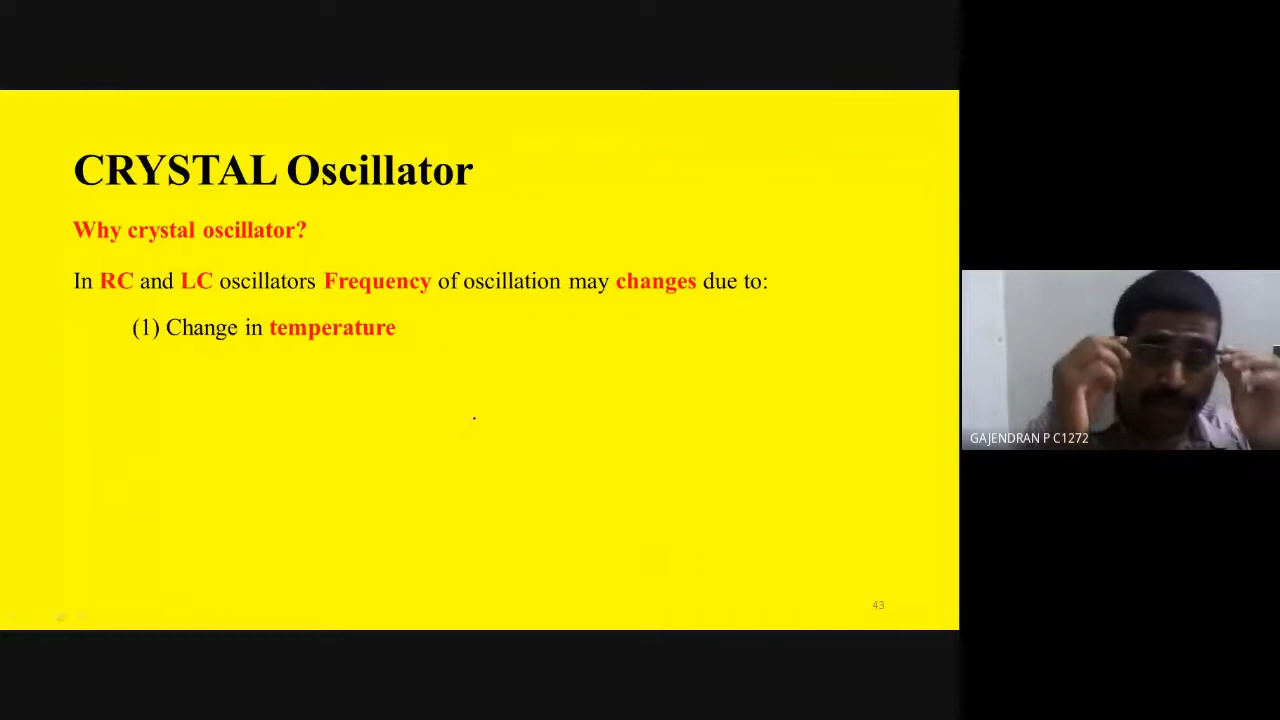 CRYSTAL Oscillator
Why crystal oscillator?
In RC and LC oscillators Frequency of oscillation may changes due to:
(1) Change in temperature
43
GAJENDRAN P C1272